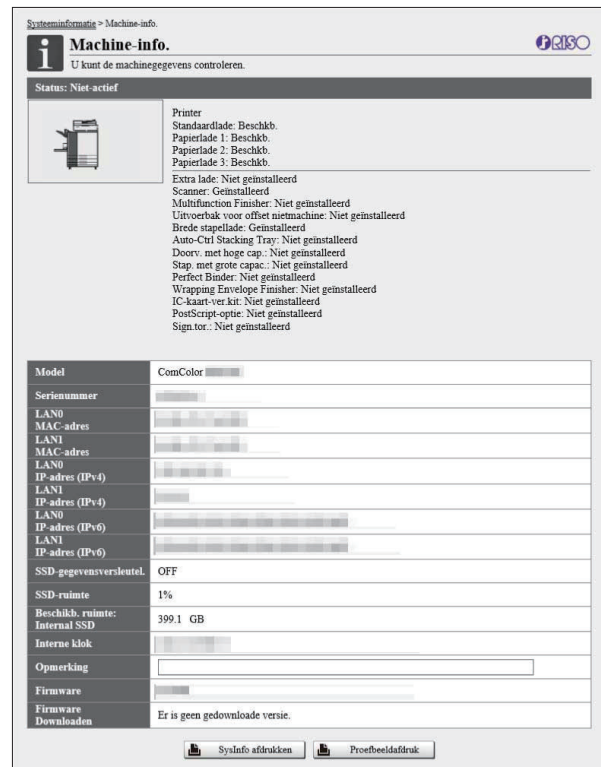 Systeeminformatie > Machine-info.
Machine-info.
RISO
U kunt de machinegegevens controleren.
Status: Niet-actief
Printer
Standaardlade: Beschkb.
Papierlade 1: Beschkb.
Papierlade 2: Beschkb.
Papierlade 3: Beschkb.
Extra lade: Niet geïnstalleerd
Scanner: Geïnstalleerd
Multifunction Finisher: Niet geïnstalleerd
Uitvoerbak voor offset nietmachine: Niet geïnstalleerd
Brede stapellade: Geïnstalleerd
Auto-Ctrl Stacking Tray: Niet geïnstalleerd
Doorv. met hoge cap.: Niet geïnstalleerd
Stap. met grote capac.: Niet geïnstalleerd
Perfect Binder: Niet geïnstalleerd
Wrapping Envelope Finisher: Niet geïnstalleerd
IC-kaart-ver.kit: Niet geïnstalleerd
PostScript-optie: Niet geïnstalleerd
Sign.tor.: Niet geïnstalleerd
Model ComColor
Serienummer
LAN0
MAC-adres
LAN1
MAC-adres
LAN0
IP-adres (IPv4)
LAN1
IP-adres (IPv4)
LAN0
IP-adres (IPv6)
LAN1
IP-adres (IPv6)
SSD-gegevensversleutel. OFF
SSD-ruimte 1%
Beschikb. ruimte:
Internal SSD 399.1 GB
Interne klok
Opmerking
Firmware
Firmware
Downloaden Er is geen gedownloade versie.
SysInfo afdrukken Proefbeeldafdruk